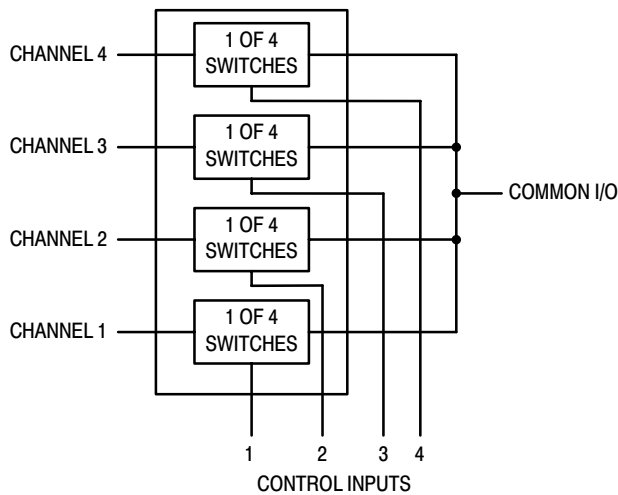 CHANNEL 4
1 OF 4
SWITCHES
CHANNEL 3
1 OF 4
SWITCHES
COMMON I/O
CHANNEL 2
1 OF 4
SWITCHES
CHANNEL 1
1 OF 4
SWITCHES
1 2 3 4
CONTROL INPUTS